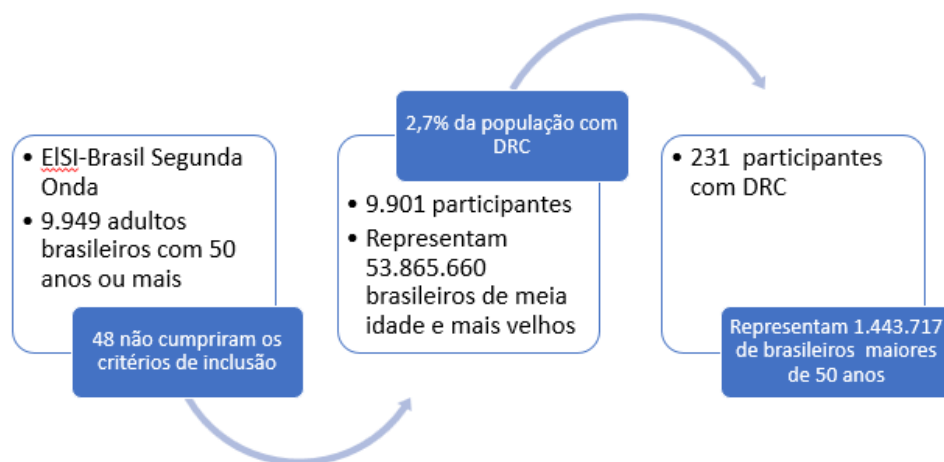 • ElSI-Brasil Segunda
Onda
• 9.949 adultos
brasileiros com 50
anos ou mais
48 não cumpriram os
critérios de inclusão
2,7% da população com
DRC
• 9.901 participantes
• Representam
53.865.660
brasileiros de meia
idade e mais velhos
• 231 participantes
com DRC
Representam 1.443.717
de brasileiros maiores
de 50 anos